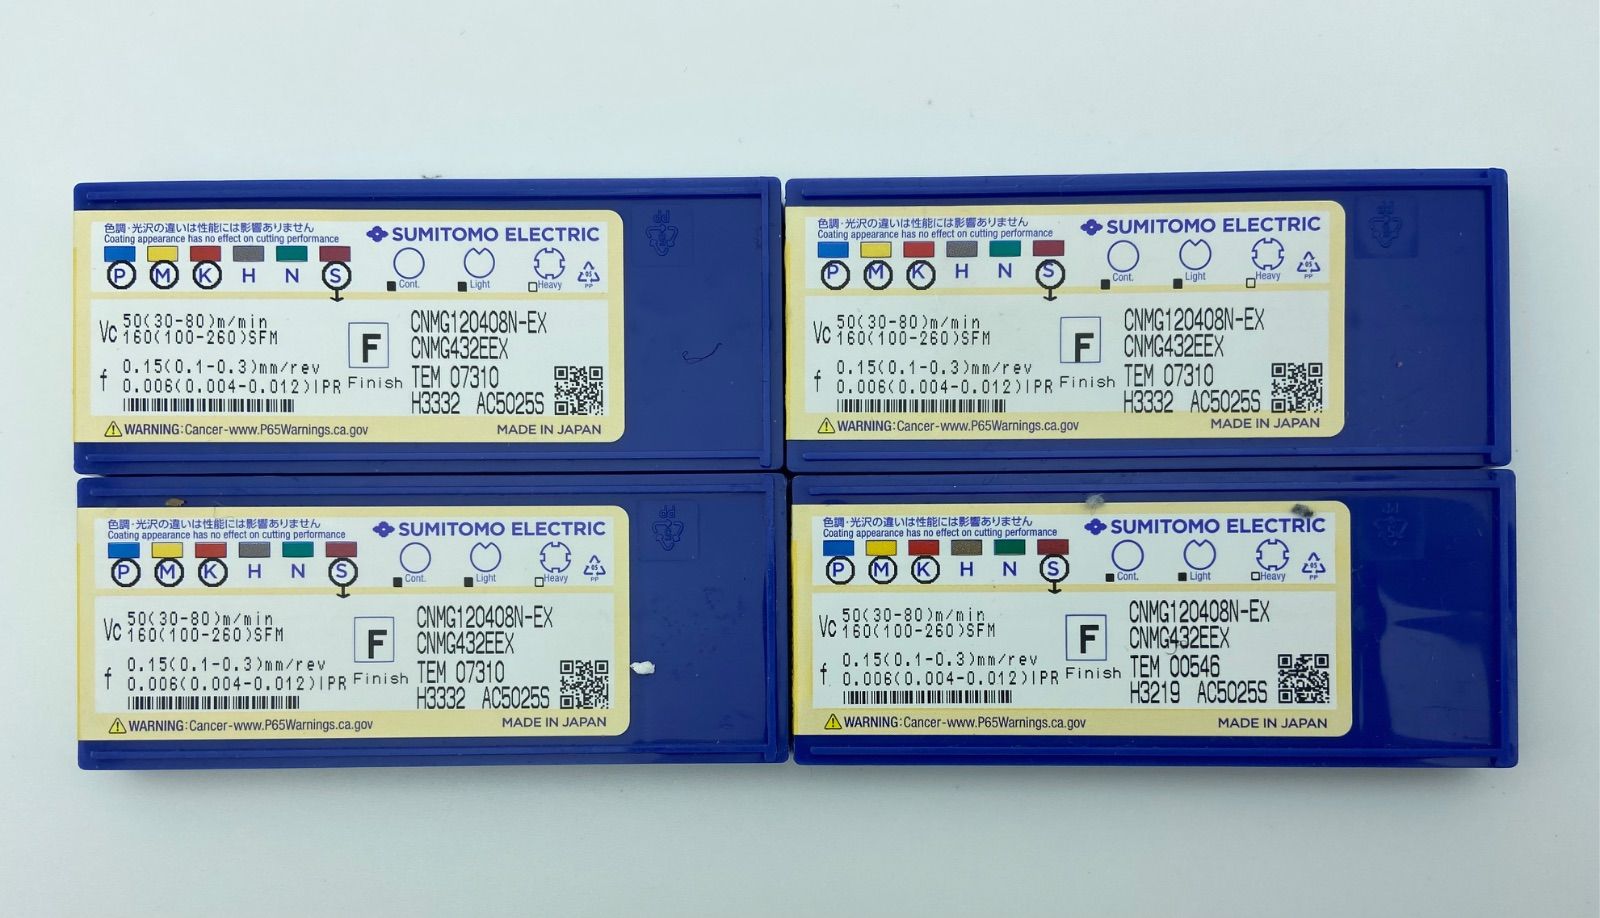 色調・光沢の違いは性能には影響ありません
Coating appearance has no effect on cutting performance
SUMITOMO ELECTRIC
P M K H N S
Cont. Light Heavy
05
PP
Vc 50(30-80)m/min
160(100-260)SFM
f 0.15(0.1-0.3)mm/rev
0.006(0.004-0.012)IPR
F
Finish
CNMG120408N-EX
CNMG432EEX
TEM 07310
H3332 AC5025S
WARNING: Cancer-www.P65Warnings.ca.gov
MADE IN JAPAN
PP
色調・光沢の違いは性能には影響ありません
Coating appearance has no effect on cutting performance
SUMITOMO ELECTRIC
P M K H N S
Cont. Light Heavy
05
PP
Vc 50(30-80)m/min
160(100-260)SFM
f 0.15(0.1-0.3)mm/rev
0.006(0.004-0.012)IPR
F
Finish
CNMG120408N-EX
CNMG432EEX
TEM 07310
H3332 AC5025S
WARNING: Cancer-www.P65Warnings.ca.gov
MADE IN JAPAN
PP
色調・光沢の違いは性能には影響ありません
Coating appearance has no effect on cutting performance
SUMITOMO ELECTRIC
P M K H N S
Cont. Light Heavy
05
PP
Vc 50(30-80)m/min
160(100-260)SFM
f 0.15(0.1-0.3)mm/rev
0.006(0.004-0.012)IPR
F
Finish
CNMG120408N-EX
CNMG432EEX
TEM 07310
H3332 AC5025S
WARNING: Cancer-www.P65Warnings.ca.gov
MADE IN JAPAN
PP
色調・光沢の違いは性能には影響ありません
Coating appearance has no effect on cutting performance
SUMITOMO ELECTRIC
P M K H N S
Cont. Light Heavy
05
PP
Vc 50(30-80)m/min
160(100-260)SFM
f 0.15(0.1-0.3)mm/rev
0.006(0.004-0.012)IPR
F
Finish
CNMG120408N-EX
CNMG432EEX
TEM 00546
H3219 AC5025S
WARNING: Cancer-www.P65Warnings.ca.gov
MADE IN JAPAN